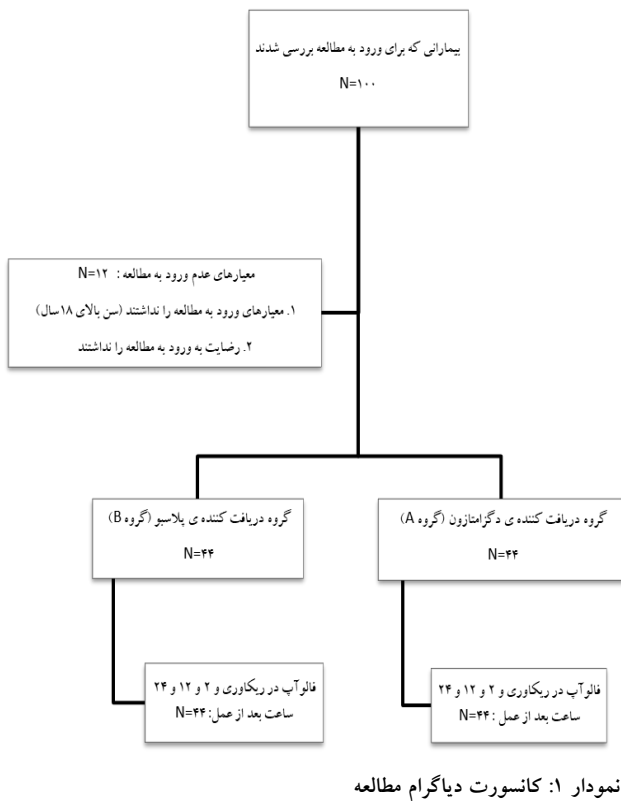 بیمارانی که برای ورود به مطالعه بررسی شدند
N=۱۰۰
معیارهای عدم ورود به مطالعه : N=۱۲
۱. معیارهای ورود به مطالعه را نداشتند (سن بالای ۱۸سال)
۲. رضایت به ورود به مطالعه را نداشتند
گروه دریافت کننده ی دگزامتازون (گروه A)
N=۴۴
گروه دریافت کننده ی پلاسبو (گروه B)
N=۴۴
فالوآپ در ریکاوری و ۲ و ۱۲ و ۲۴
ساعت بعد از عمل : N=۴۴
فالوآپ در ریکاوری و ۲ و ۱۲ و ۲۴
ساعت بعد از عمل: N=۴۴
نمودار ۱: کانسورت دیاگرام مطالعه